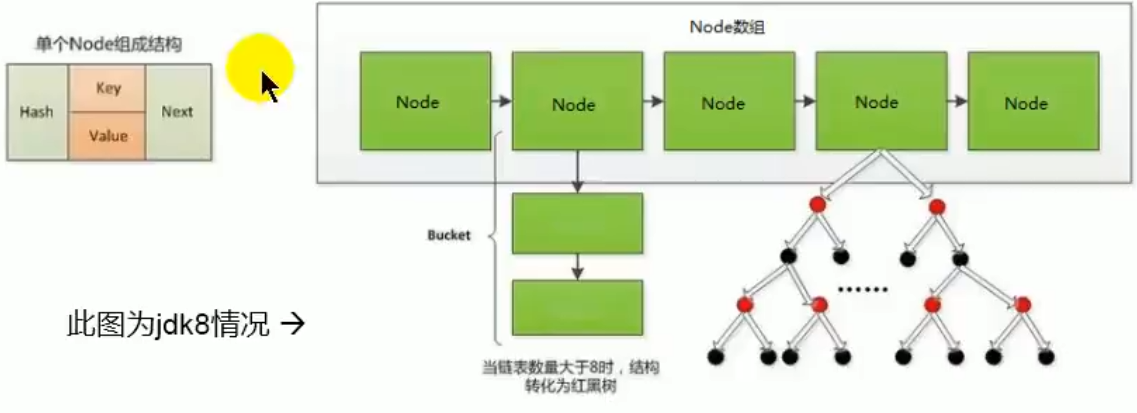 单个Node组成结构
Hash
Key
Value
Next
Node数组
Node
Node
Node
Node
Node
Bucket
此图为jdk8情况 →
当链表数量大于8时，结构
转化为红黑树
......